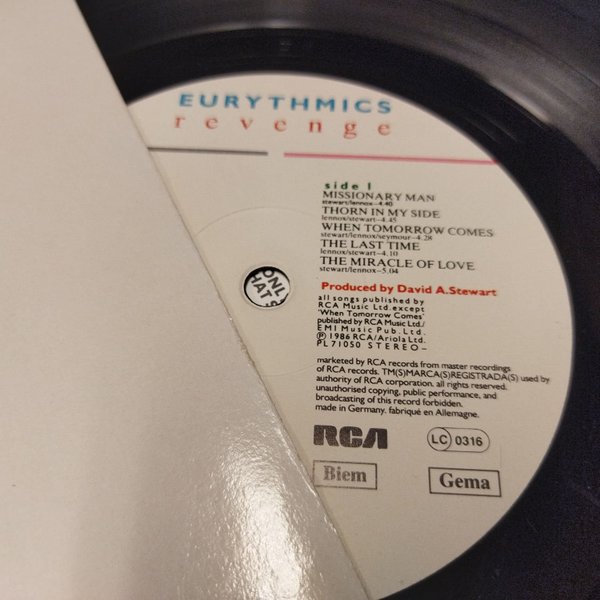 EURYTHMICS
revenge
side 1
MISSIONARY MAN
stewart/lennox–4.40
THORN IN MY SIDE
lennox/stewart–4.45
WHEN TOMORROW COMES
stewart/lennox/seymour–4.28
THE LAST TIME
lennox/stewart–4.10
THE MIRACLE OF LOVE
stewart/lennox–5.04
Produced by David A.Stewart
all songs published by
RCA Music Ltd.except
'When Tomorrow Comes'
published by RCA Music Ltd./
EMI Music Pub. Ltd.
℗ 1986 RCA/Ariola Ltd.
PL 71050 STEREO–
marketed by RCA records from master recordings
of RCA records. TM(S)MARCA(S)REGISTRADA(S) used by
authority of RCA corporation. all rights reserved.
unauthorised copying, public performance, and
broadcasting of this record forbidden.
made in Germany. fabriqué en Allemagne.
RCA
LC 0316
Biem
Gema